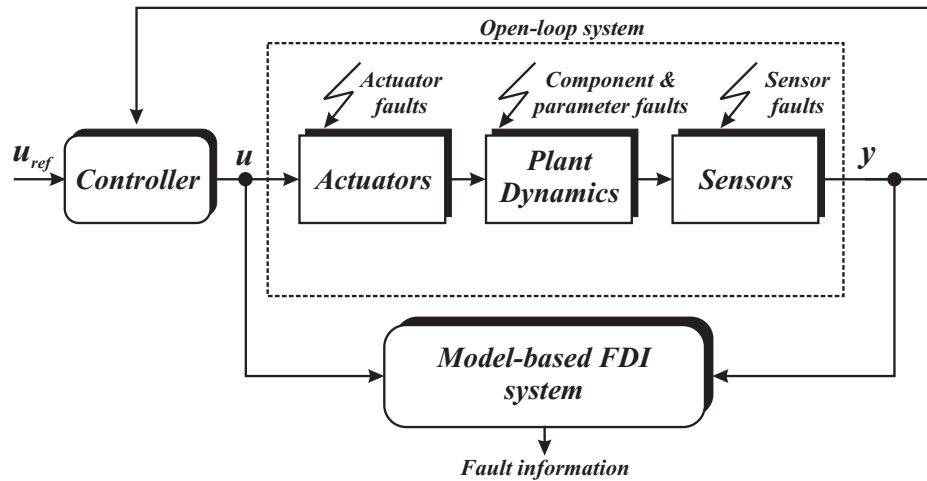 Open-loop system
Actuator
faults
Component &
parameter faults
Sensor
faults
u_ref
Controller
u
Actuators
Plant
Dynamics
Sensors
y
Model-based FDI
system
Fault information